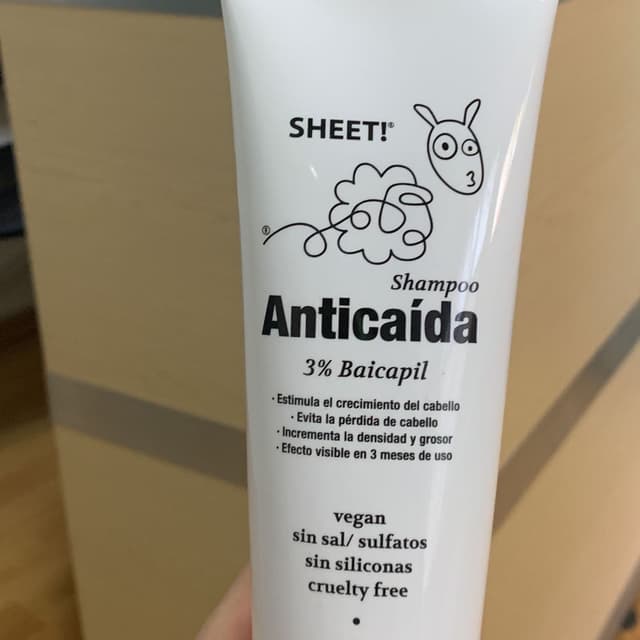 SHEET!®
®
Shampoo
Anticaída
3% Baicapil
· Estimula el crecimiento del cabello
· Evita la pérdida de cabello
· Incrementa la densidad y grosor
· Efecto visible en 3 meses de uso
vegan
sin sal/ sulfatos
sin siliconas
cruelty free